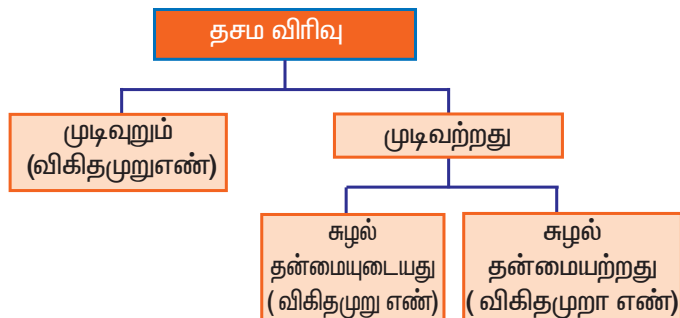 தசம விரிவு
முடிவுறும்
(விகிதமுறுஎண்)
முடிவற்றது
சுழல்
தன்மையுடையது
( விகிதமுறு எண்)
சுழல்
தன்மையற்றது
( விகிதமுறா எண்)